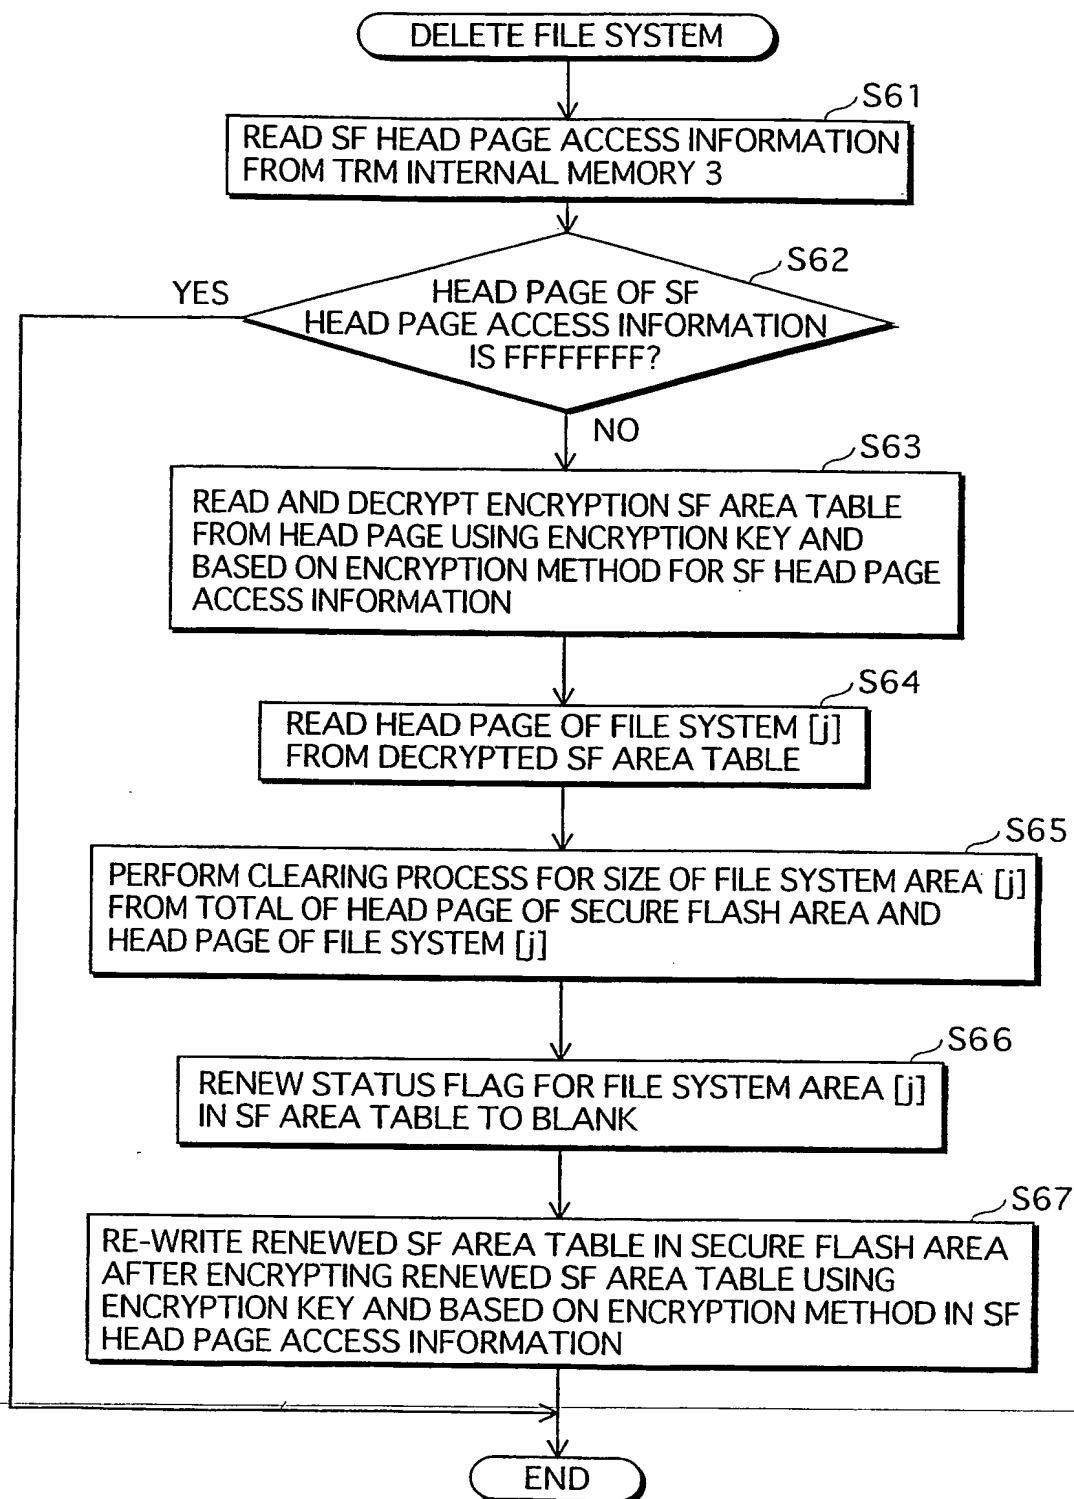 DELETE FILE SYSTEM
S61
READ SF HEAD PAGE ACCESS INFORMATION
FROM TRM INTERNAL MEMORY 3
S62
YES
HEAD PAGE OF SF
HEAD PAGE ACCESS INFORMATION
IS FFFFFFFF?
NO
S63
READ AND DECRYPT ENCRYPTION SF AREA TABLE
FROM HEAD PAGE USING ENCRYPTION KEY AND
BASED ON ENCRYPTION METHOD FOR SF HEAD PAGE
ACCESS INFORMATION
S64
READ HEAD PAGE OF FILE SYSTEM [j]
FROM DECRYPTED SF AREA TABLE
S65
PERFORM CLEARING PROCESS FOR SIZE OF FILE SYSTEM AREA [j]
FROM TOTAL OF HEAD PAGE OF SECURE FLASH AREA AND
HEAD PAGE OF FILE SYSTEM [j]
S66
RENEW STATUS FLAG FOR FILE SYSTEM AREA [j]
IN SF AREA TABLE TO BLANK
S67
RE-WRITE RENEWED SF AREA TABLE IN SECURE FLASH AREA
AFTER ENCRYPTING RENEWED SF AREA TABLE USING
ENCRYPTION KEY AND BASED ON ENCRYPTION METHOD IN SF
HEAD PAGE ACCESS INFORMATION
END